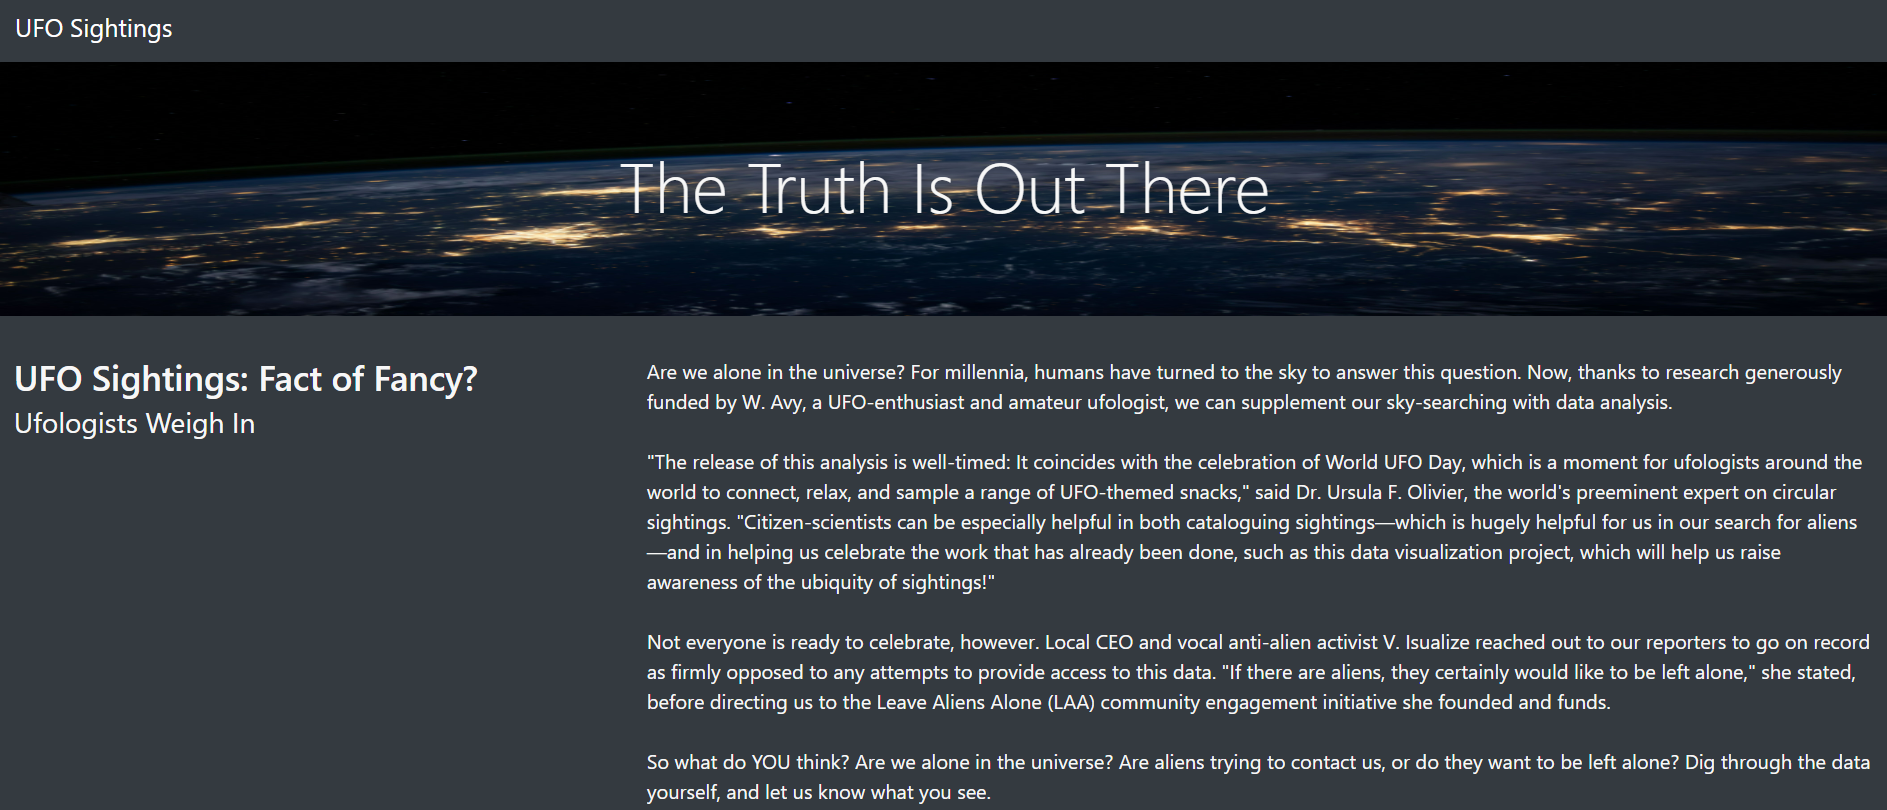 UFO Sightings
The Truth Is Out There
UFO Sightings: Fact of Fancy?
Ufologists Weigh In
Are we alone in the universe? For millennia, humans have turned to the sky to answer this question. Now, thanks to research generously
funded by W. Avy, a UFO-enthusiast and amateur ufologist, we can supplement our sky-searching with data analysis.
"The release of this analysis is well-timed: It coincides with the celebration of World UFO Day, which is a moment for ufologists around the
world to connect, relax, and sample a range of UFO-themed snacks," said Dr. Ursula F. Olivier, the world's preeminent expert on circular
sightings. "Citizen-scientists can be especially helpful in both cataloguing sightings—which is hugely helpful for us in our search for aliens
—and in helping us celebrate the work that has already been done, such as this data visualization project, which will help us raise
awareness of the ubiquity of sightings!"
Not everyone is ready to celebrate, however. Local CEO and vocal anti-alien activist V. Isualize reached out to our reporters to go on record
as firmly opposed to any attempts to provide access to this data. "If there are aliens, they certainly would like to be left alone," she stated,
before directing us to the Leave Aliens Alone (LAA) community engagement initiative she founded and funds.
So what do YOU think? Are we alone in the universe? Are aliens trying to contact us, or do they want to be left alone? Dig through the data
yourself, and let us know what you see.